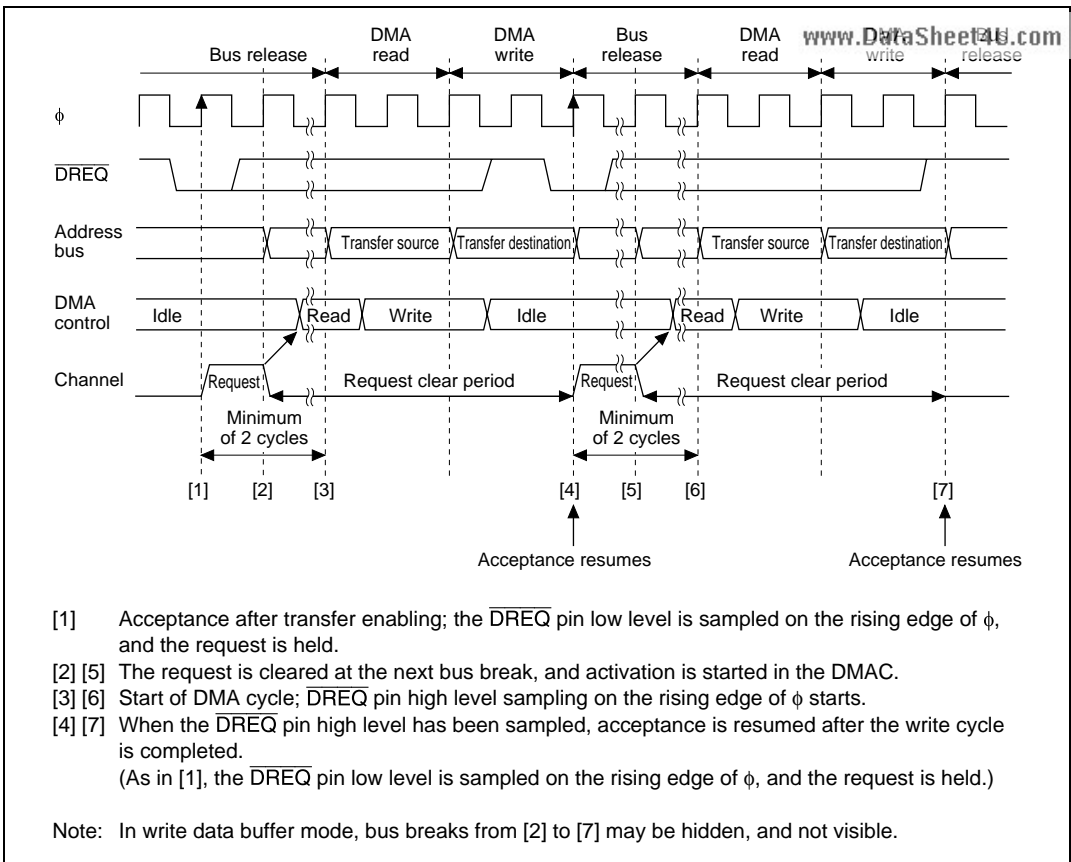 www.DataSheet4U.com
Bus release
DMA read
DMA write
Bus release
DMA read
DMA write
Bus release
ϕ
DREQ
Address bus
Transfer source
Transfer destination
Transfer source
Transfer destination
DMA control
Idle
Read
Write
Idle
Read
Write
Idle
Channel
Request
Request clear period
Request
Request clear period
Minimum of 2 cycles
Minimum of 2 cycles
[1] [2] [3] [4] [5] [6] [7]
Acceptance resumes
Acceptance resumes
[1] Acceptance after transfer enabling; the DREQ pin low level is sampled on the rising edge of ϕ,
and the request is held.
[2] [5] The request is cleared at the next bus break, and activation is started in the DMAC.
[3] [6] Start of DMA cycle; DREQ pin high level sampling on the rising edge of ϕ starts.
[4] [7] When the DREQ pin high level has been sampled, acceptance is resumed after the write cycle
is completed.
(As in [1], the DREQ pin low level is sampled on the rising edge of ϕ, and the request is held.)
Note: In write data buffer mode, bus breaks from [2] to [7] may be hidden, and not visible.